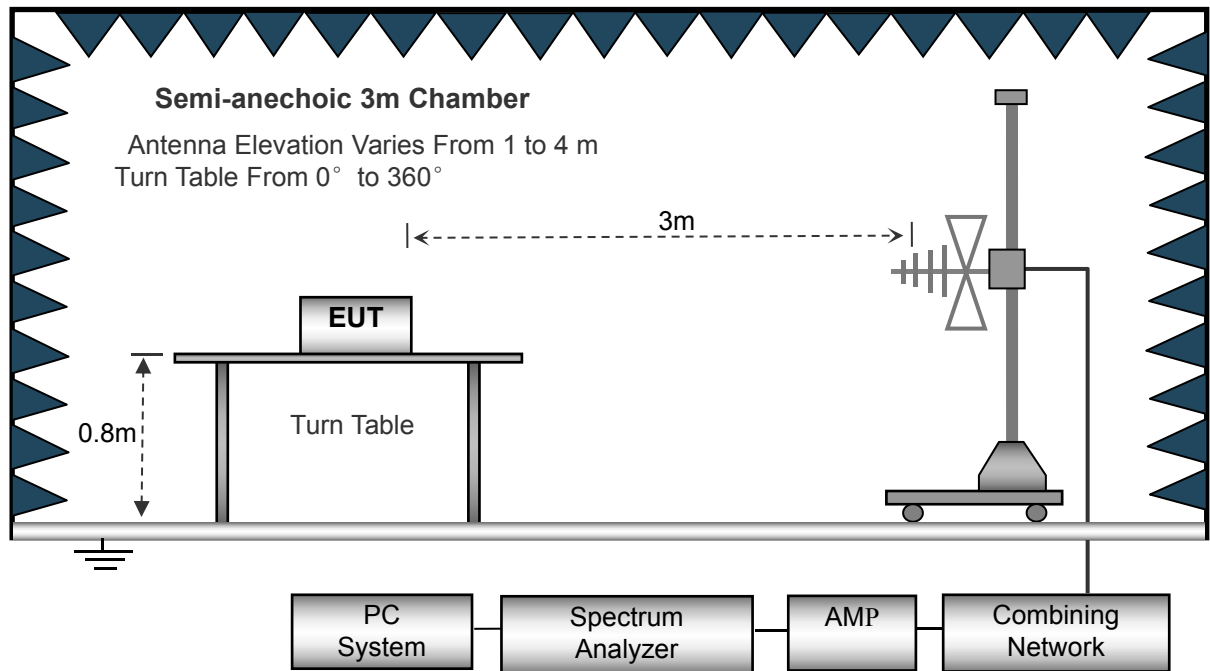 Semi-anechoic 3m Chamber
Antenna Elevation Varies From 1 to 4 m
Turn Table From 0° to 360°
3m
EUT
0.8m
Turn Table
PC
System
Spectrum
Analyzer
AMP
Combining
Network